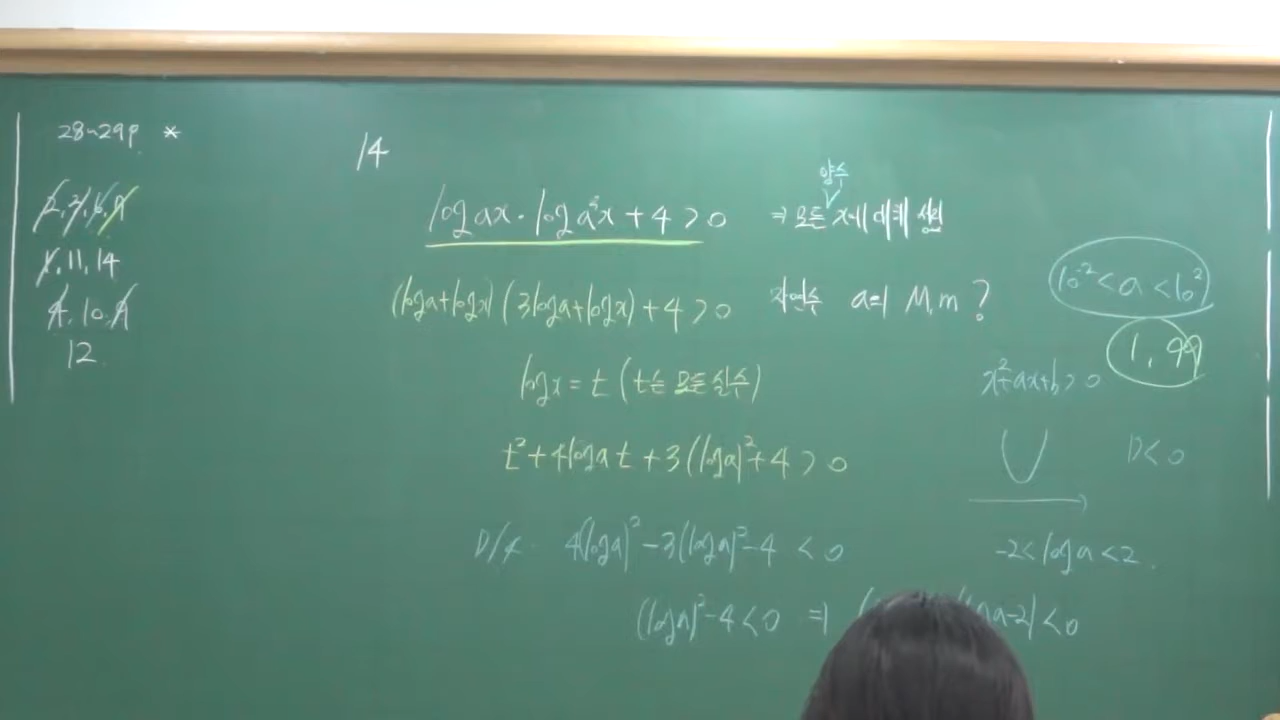 28~29p *
2, 7, 6, 9
1, 11, 14
4, 10, 1
12
14
양수
log ax · log a³x + 4 > 0 ⇒ 모든 x에 대해 성립
(log a + log x)(3log a + log x) + 4 > 0 자연수 a의 M, m ?
10⁻² < a < 10²
1, 99
log x = t (t는 모든 실수)
x² + ax + b > 0
t² + 4log a t + 3(log a)² + 4 > 0
D < 0
D/4 4(log a)² - 3(log a)² - 4 < 0
-2 < log a < 2
(log a)² - 4 < 0 ⇒ ( log a - 2) < 0